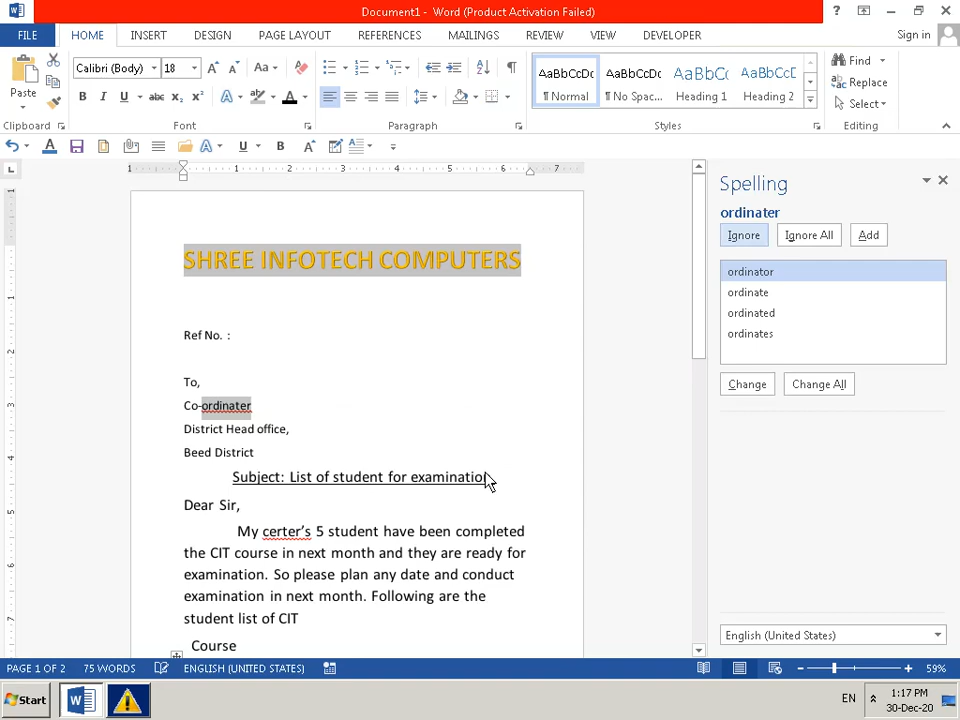 Document1 - Word (Product Activation Failed)
FILE HOME INSERT DESIGN PAGE LAYOUT REFERENCES MAILINGS REVIEW VIEW DEVELOPER Sign in
Paste
Calibri (Body) 18
AaBbCcDc AaBbCcDc AaBbCc AaBbCcD
¶ Normal ¶ No Spac... Heading 1 Heading 2
Find
Replace
Select
Clipboard Font Paragraph Styles Editing
SHREE INFOTECH COMPUTERS
Ref No. :
To,
Co-ordinater
District Head office,
Beed District
Subject: List of student for examination
Dear Sir,
My certer’s 5 student have been completed
the CIT course in next month and they are ready for
examination. So please plan any date and conduct
examination in next month. Following are the
student list of CIT
Course
Spelling
ordinater
Ignore Ignore All Add
ordinator
ordinate
ordinated
ordinates
Change Change All
English (United States)
PAGE 1 OF 2 75 WORDS ENGLISH (UNITED STATES) 59%
Start EN 1:17 PM
30-Dec-20